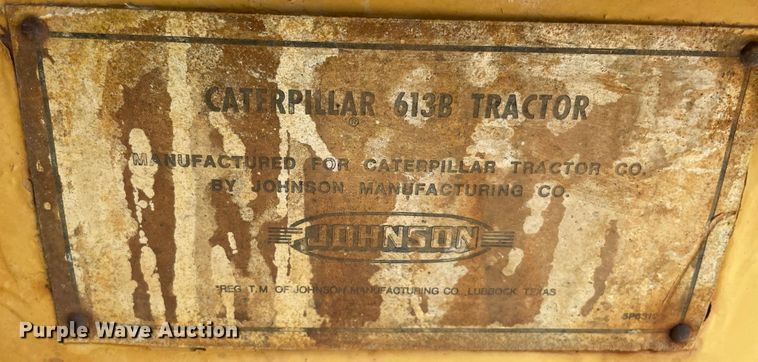 CATERPILLAR 613B TRACTOR
®
MANUFACTURED FOR CATERPILLAR TRACTOR CO.
BY JOHNSON MANUFACTURING CO.
JOHNSON
*REG. T.M. OF JOHNSON MANUFACTURING CO., LUBBOCK, TEXAS
Purple Wave Auction